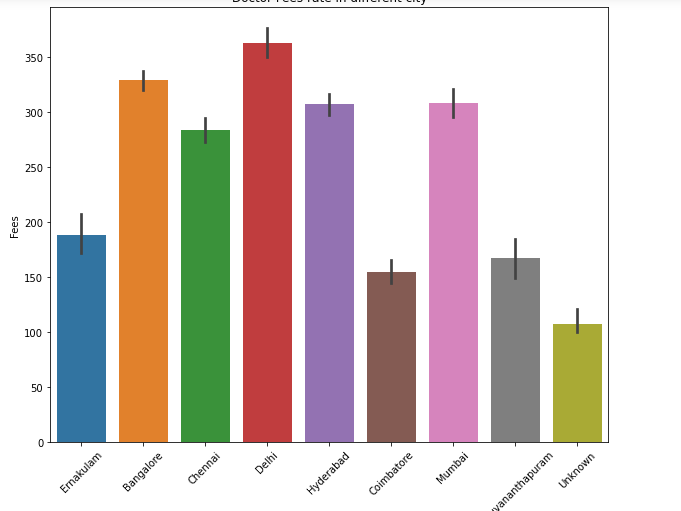 Doctor Fees rate in different city
Fees
350
300
250
200
150
100
50
0
Ernakulam
Bangalore
Chennai
Delhi
Hyderabad
Coimbatore
Mumbai
yananthapuram
Unknown